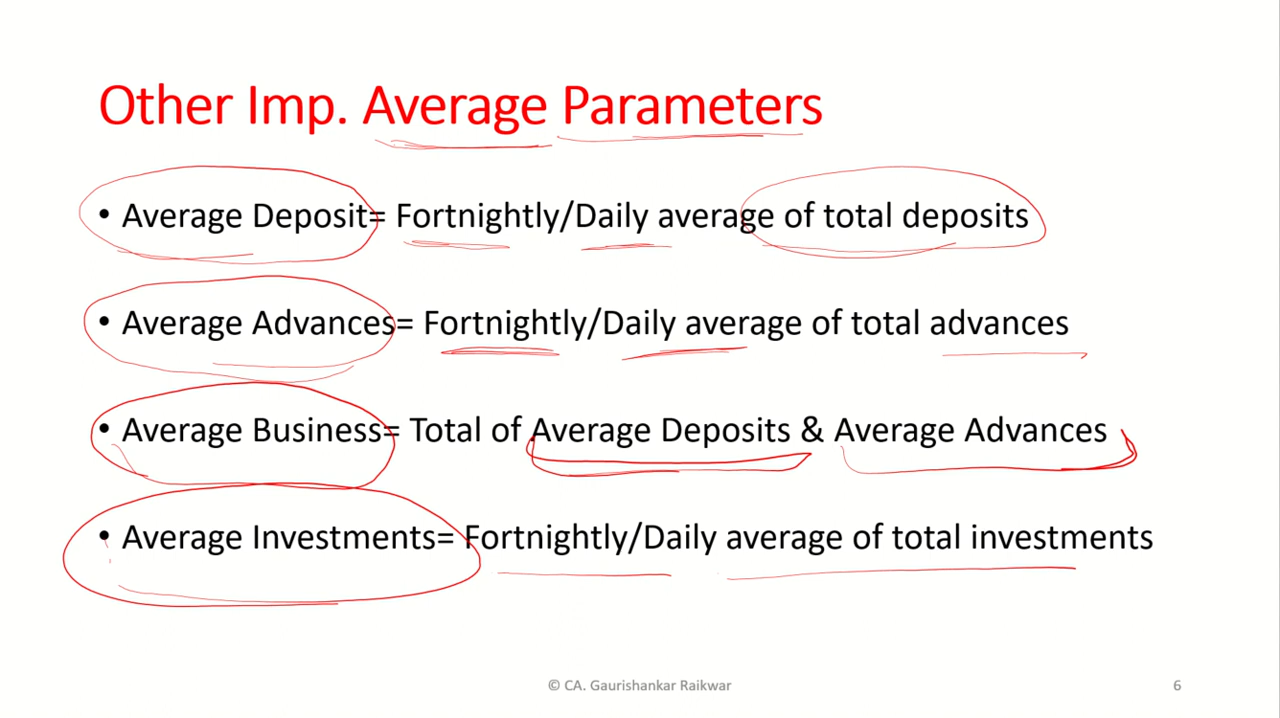 Other Imp. Average Parameters
• Average Deposit= Fortnightly/Daily average of total deposits
• Average Advances= Fortnightly/Daily average of total advances
• Average Business= Total of Average Deposits & Average Advances
• Average Investments= Fortnightly/Daily average of total investments
© CA. Gaurishankar Raikwar
6